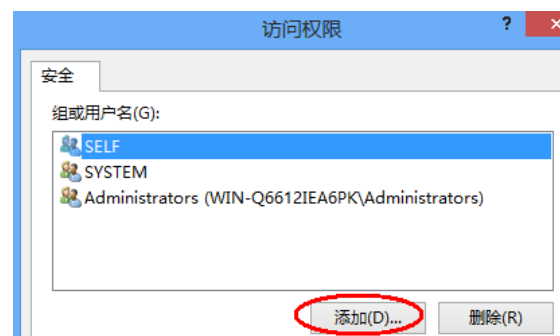 访问权限
?
安全
组或用户名(G):
SELF
SYSTEM
Administrators (WIN-Q6612IEA6PK\Administrators)
添加(D)... 删除(R)